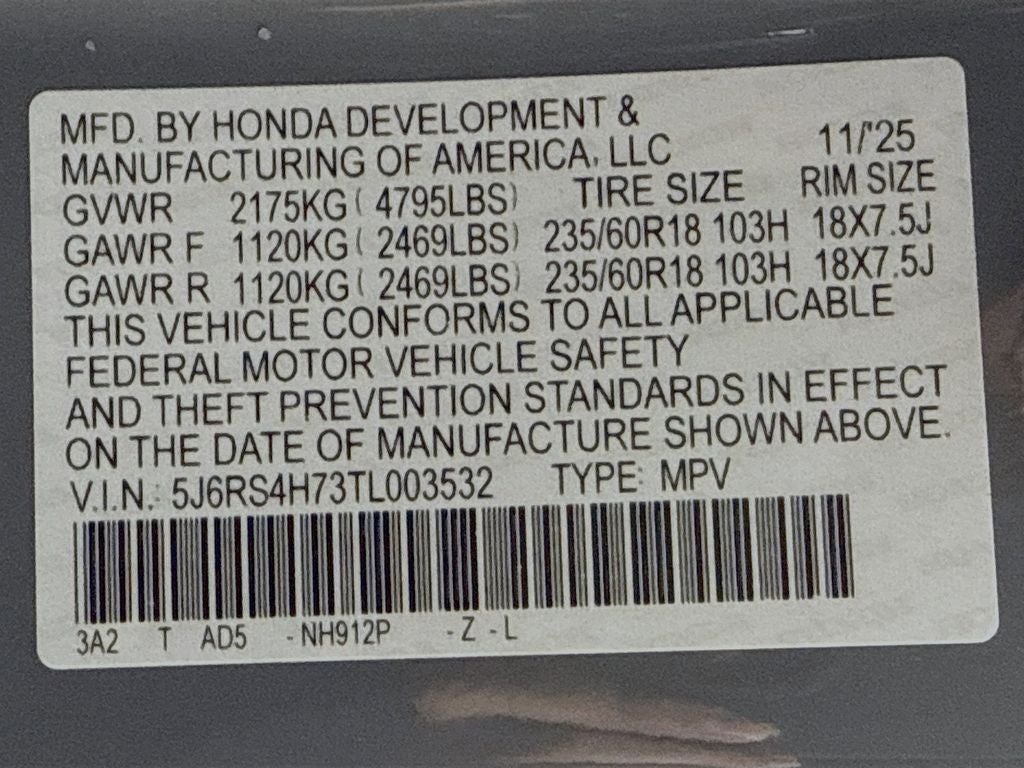 MFD. BY HONDA DEVELOPMENT &
MANUFACTURING OF AMERICA, LLC 11/'25
GVWR 2175KG ( 4795LBS) TIRE SIZE RIM SIZE
GAWR F 1120KG ( 2469LBS) 235/60R18 103H 18X7.5J
GAWR R 1120KG ( 2469LBS) 235/60R18 103H 18X7.5J
THIS VEHICLE CONFORMS TO ALL APPLICABLE
FEDERAL MOTOR VEHICLE SAFETY
AND THEFT PREVENTION STANDARDS IN EFFECT
ON THE DATE OF MANUFACTURE SHOWN ABOVE.
V.I.N.: 5J6RS4H73TL003532 TYPE: MPV
3A2 T AD5 - NH912P - Z - L